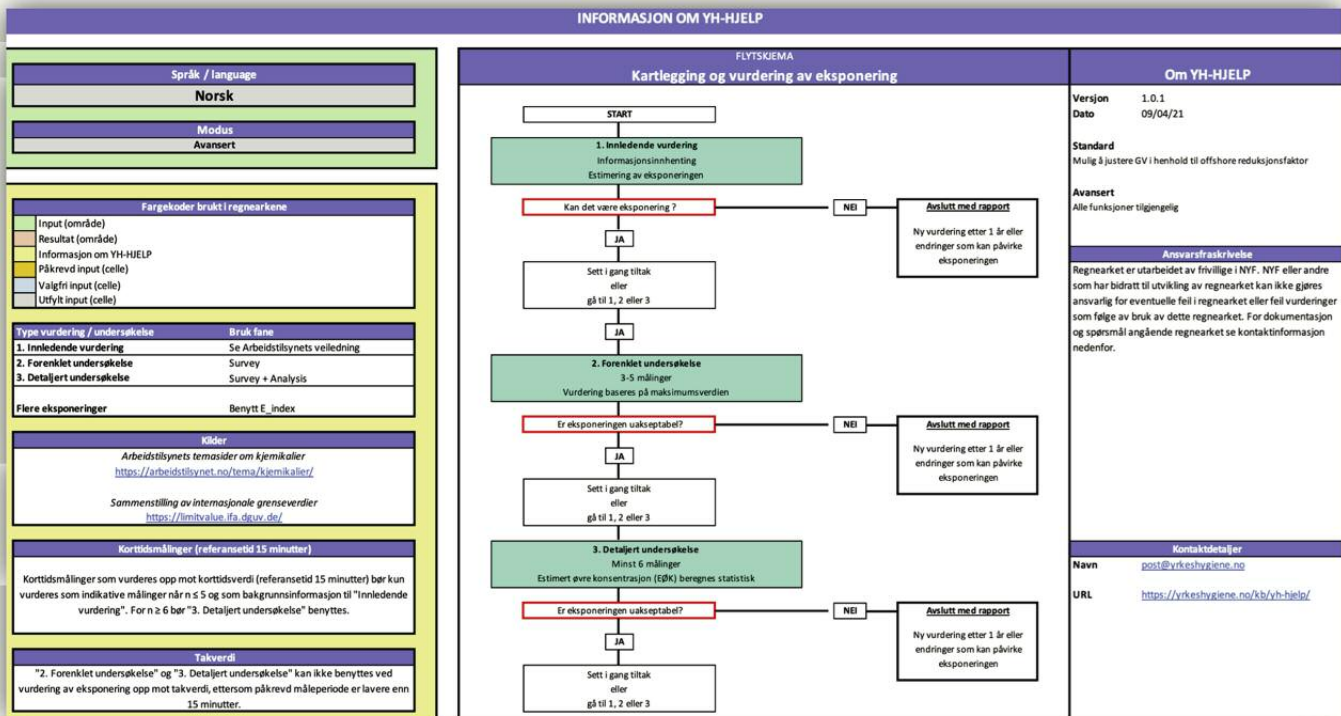 INFORMASJON OM YH-HJELP
Språk / language
Norsk
Modus
Avansert
Fargekoder brukt i regnearkene
Input (område)
Resultat (område)
Informasjon om YH-HJELP
Påkrevd input (celle)
Valgfri input (celle)
Utfylt input (celle)
Type vurdering / undersøkelse Bruk fane
1. Innledende vurdering Se Arbeidstilsynets veiledning
2. Forenklet undersøkelse Survey
3. Detaljert undersøkelse Survey + Analysis
Flere eksponeringer Benytt E_index
Kilder
Arbeidstilsynets temasider om kjemikalier
https://arbeidstilsynet.no/tema/kjemikalier/
Sammenstilling av internasjonale grenseverdier
https://limitvalue.ifa.dguv.de/
Korttidsmålinger (referansetid 15 minutter)
Korttidsmålinger som vurderes opp mot korttidsverdi (referansetid 15 minutter) bør kun
vurderes som indikative målinger når n ≤ 5 og som bakgrunnsinformasjon til "Innledende
vurdering". For n ≥ 6 bør "3. Detaljert undersøkelse" benyttes.
Takverdi
"2. Forenklet undersøkelse" og "3. Detaljert undersøkelse" kan ikke benyttes ved
vurdering av eksponering opp mot takverdi, ettersom påkrevd måleperiode er lavere enn
15 minutter.
FLYTSKJEMA
Kartlegging og vurdering av eksponering
START
1. Innledende vurdering
Informasjonsinnhenting
Estimering av eksponeringen
Kan det være eksponering ?
NEI
Avslutt med rapport
Ny vurdering etter 1 år eller
endringer som kan påvirke
eksponeringen
JA
Sett i gang tiltak
eller
gå til 1, 2 eller 3
JA
2. Forenklet undersøkelse
3-5 målinger
Vurdering baseres på maksimumsverdien
Er eksponeringen uakseptabel?
NEI
Avslutt med rapport
Ny vurdering etter 1 år eller
endringer som kan påvirke
eksponeringen
JA
Sett i gang tiltak
eller
gå til 1, 2 eller 3
3. Detaljert undersøkelse
Minst 6 målinger
Estimert øvre konsentrasjon (EØK) beregnes statistisk
Er eksponeringen uakseptabel?
NEI
Avslutt med rapport
Ny vurdering etter 1 år eller
endringer som kan påvirke
eksponeringen
JA
Sett i gang tiltak
eller
gå til 1, 2 eller 3
Om YH-HJELP
Versjon 1.0.1
Dato 09/04/21
Standard
Mulig å justere GV i henhold til offshore reduksjonsfaktor
Avansert
Alle funksjoner tilgjengelig
Ansvarsfraskrivelse
Regnearket er utarbeidet av frivillige i NYF. NYF eller andre
som har bidratt til utvikling av regnearket kan ikke gjøres
ansvarlig for eventuelle feil i regnearket eller feil vurderinger
som følge av bruk av dette regnearket. For dokumentasjon
og spørsmål angående regnearket se kontaktinformasjon
nedenfor.
Kontaktdetaljer
Navn post@yrkeshygiene.no
URL https://yrkeshygiene.no/kb/yh-hjelp/